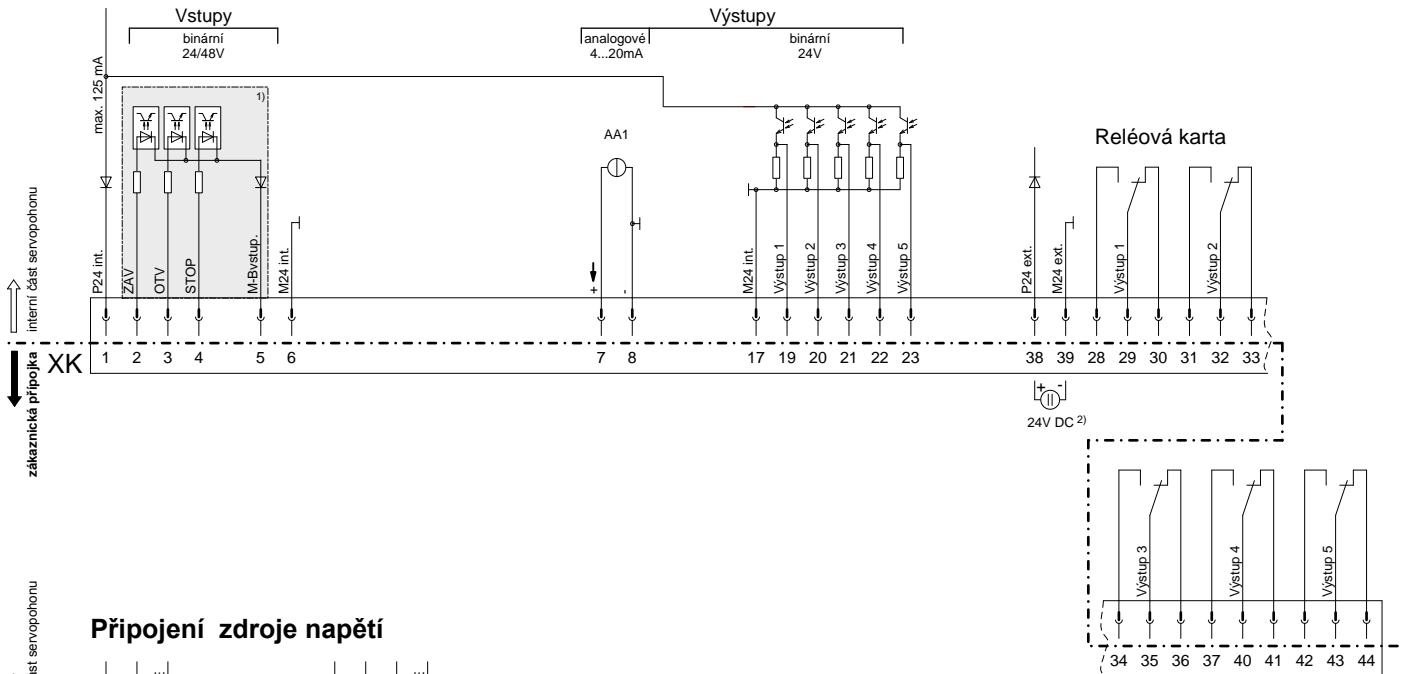 Vstupy
binární
24/48V
Výstupy
analogové
4...20mA
binární
24V
max. 125 mA
1)
AA1
Reléová karta
interní část servopohonu
zákaznická přípojka
P24 int.
ZAV
OTV
STOP
M-Bvstup.
M24 int.
+
-
M24 int.
Výstup 1
Výstup 2
Výstup 3
Výstup 4
Výstup 5
P24 ext.
M24 ext.
Výstup 1
Výstup 2
XK
1 2 3 4 5 6 7 8 17 19 20 21 22 23 38 39 28 29 30 31 32 33
+ -
24V DC 2)
Výstup 3
Výstup 4
Výstup 5
34 35 36 37 40 41 42 43 44
Připojení zdroje napětí
ást servopohonu
...
...